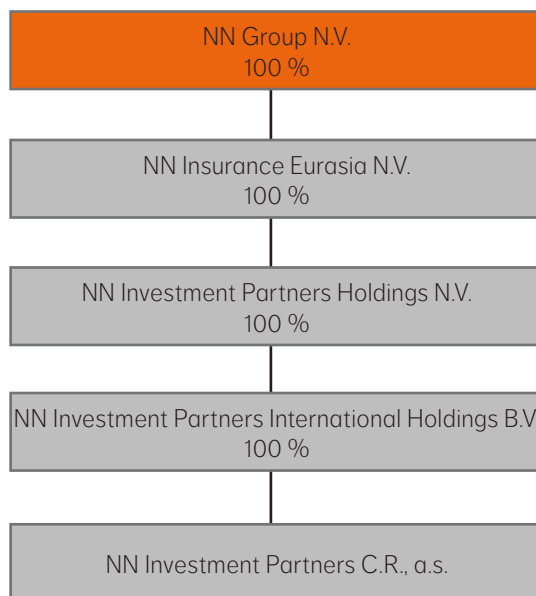 NN Group N.V.
100 %
NN Insurance Eurasia N.V.
100 %
NN Investment Partners Holdings N.V.
100 %
NN Investment Partners International Holdings B.V
100 %
NN Investment Partners C.R., a.s.